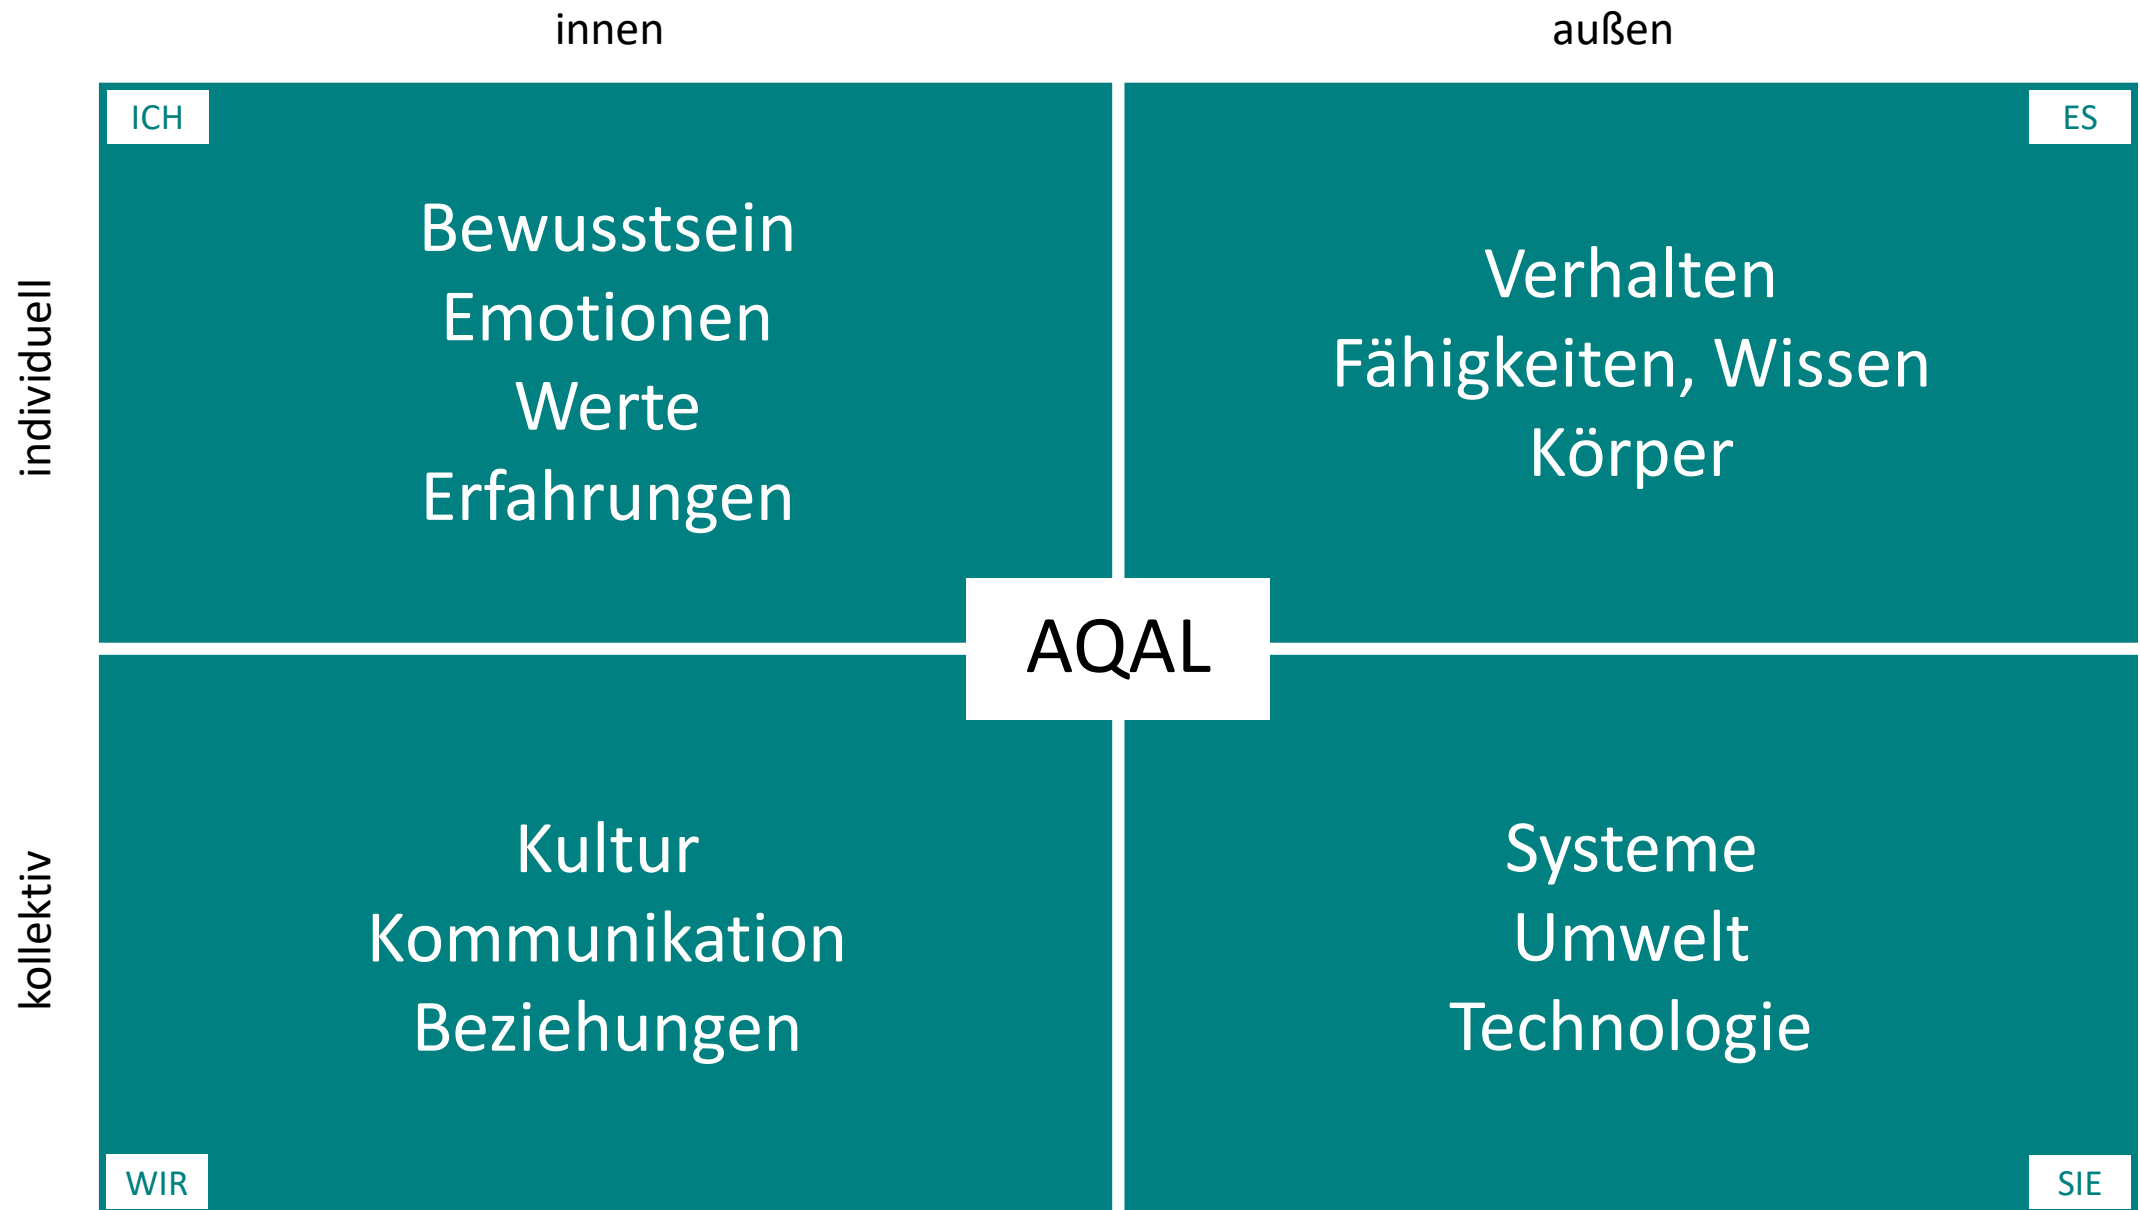 innen
außen
individuell
ICH
Bewusstsein
Emotionen
Werte
Erfahrungen
ES
Verhalten
Fähigkeiten, Wissen
Körper
AQAL
kollektiv
Kultur
Kommunikation
Beziehungen
WIR
Systeme
Umwelt
Technologie
SIE